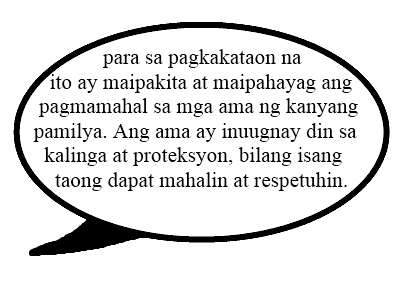 para sa pagkakataon na
ito ay maipakita at maipahayag ang
pagmamahal sa mga ama ng kanyang
pamilya. Ang ama ay inuugnay din sa
kalinga at proteksyon, bilang isang
taong dapat mahalin at respetuhin.